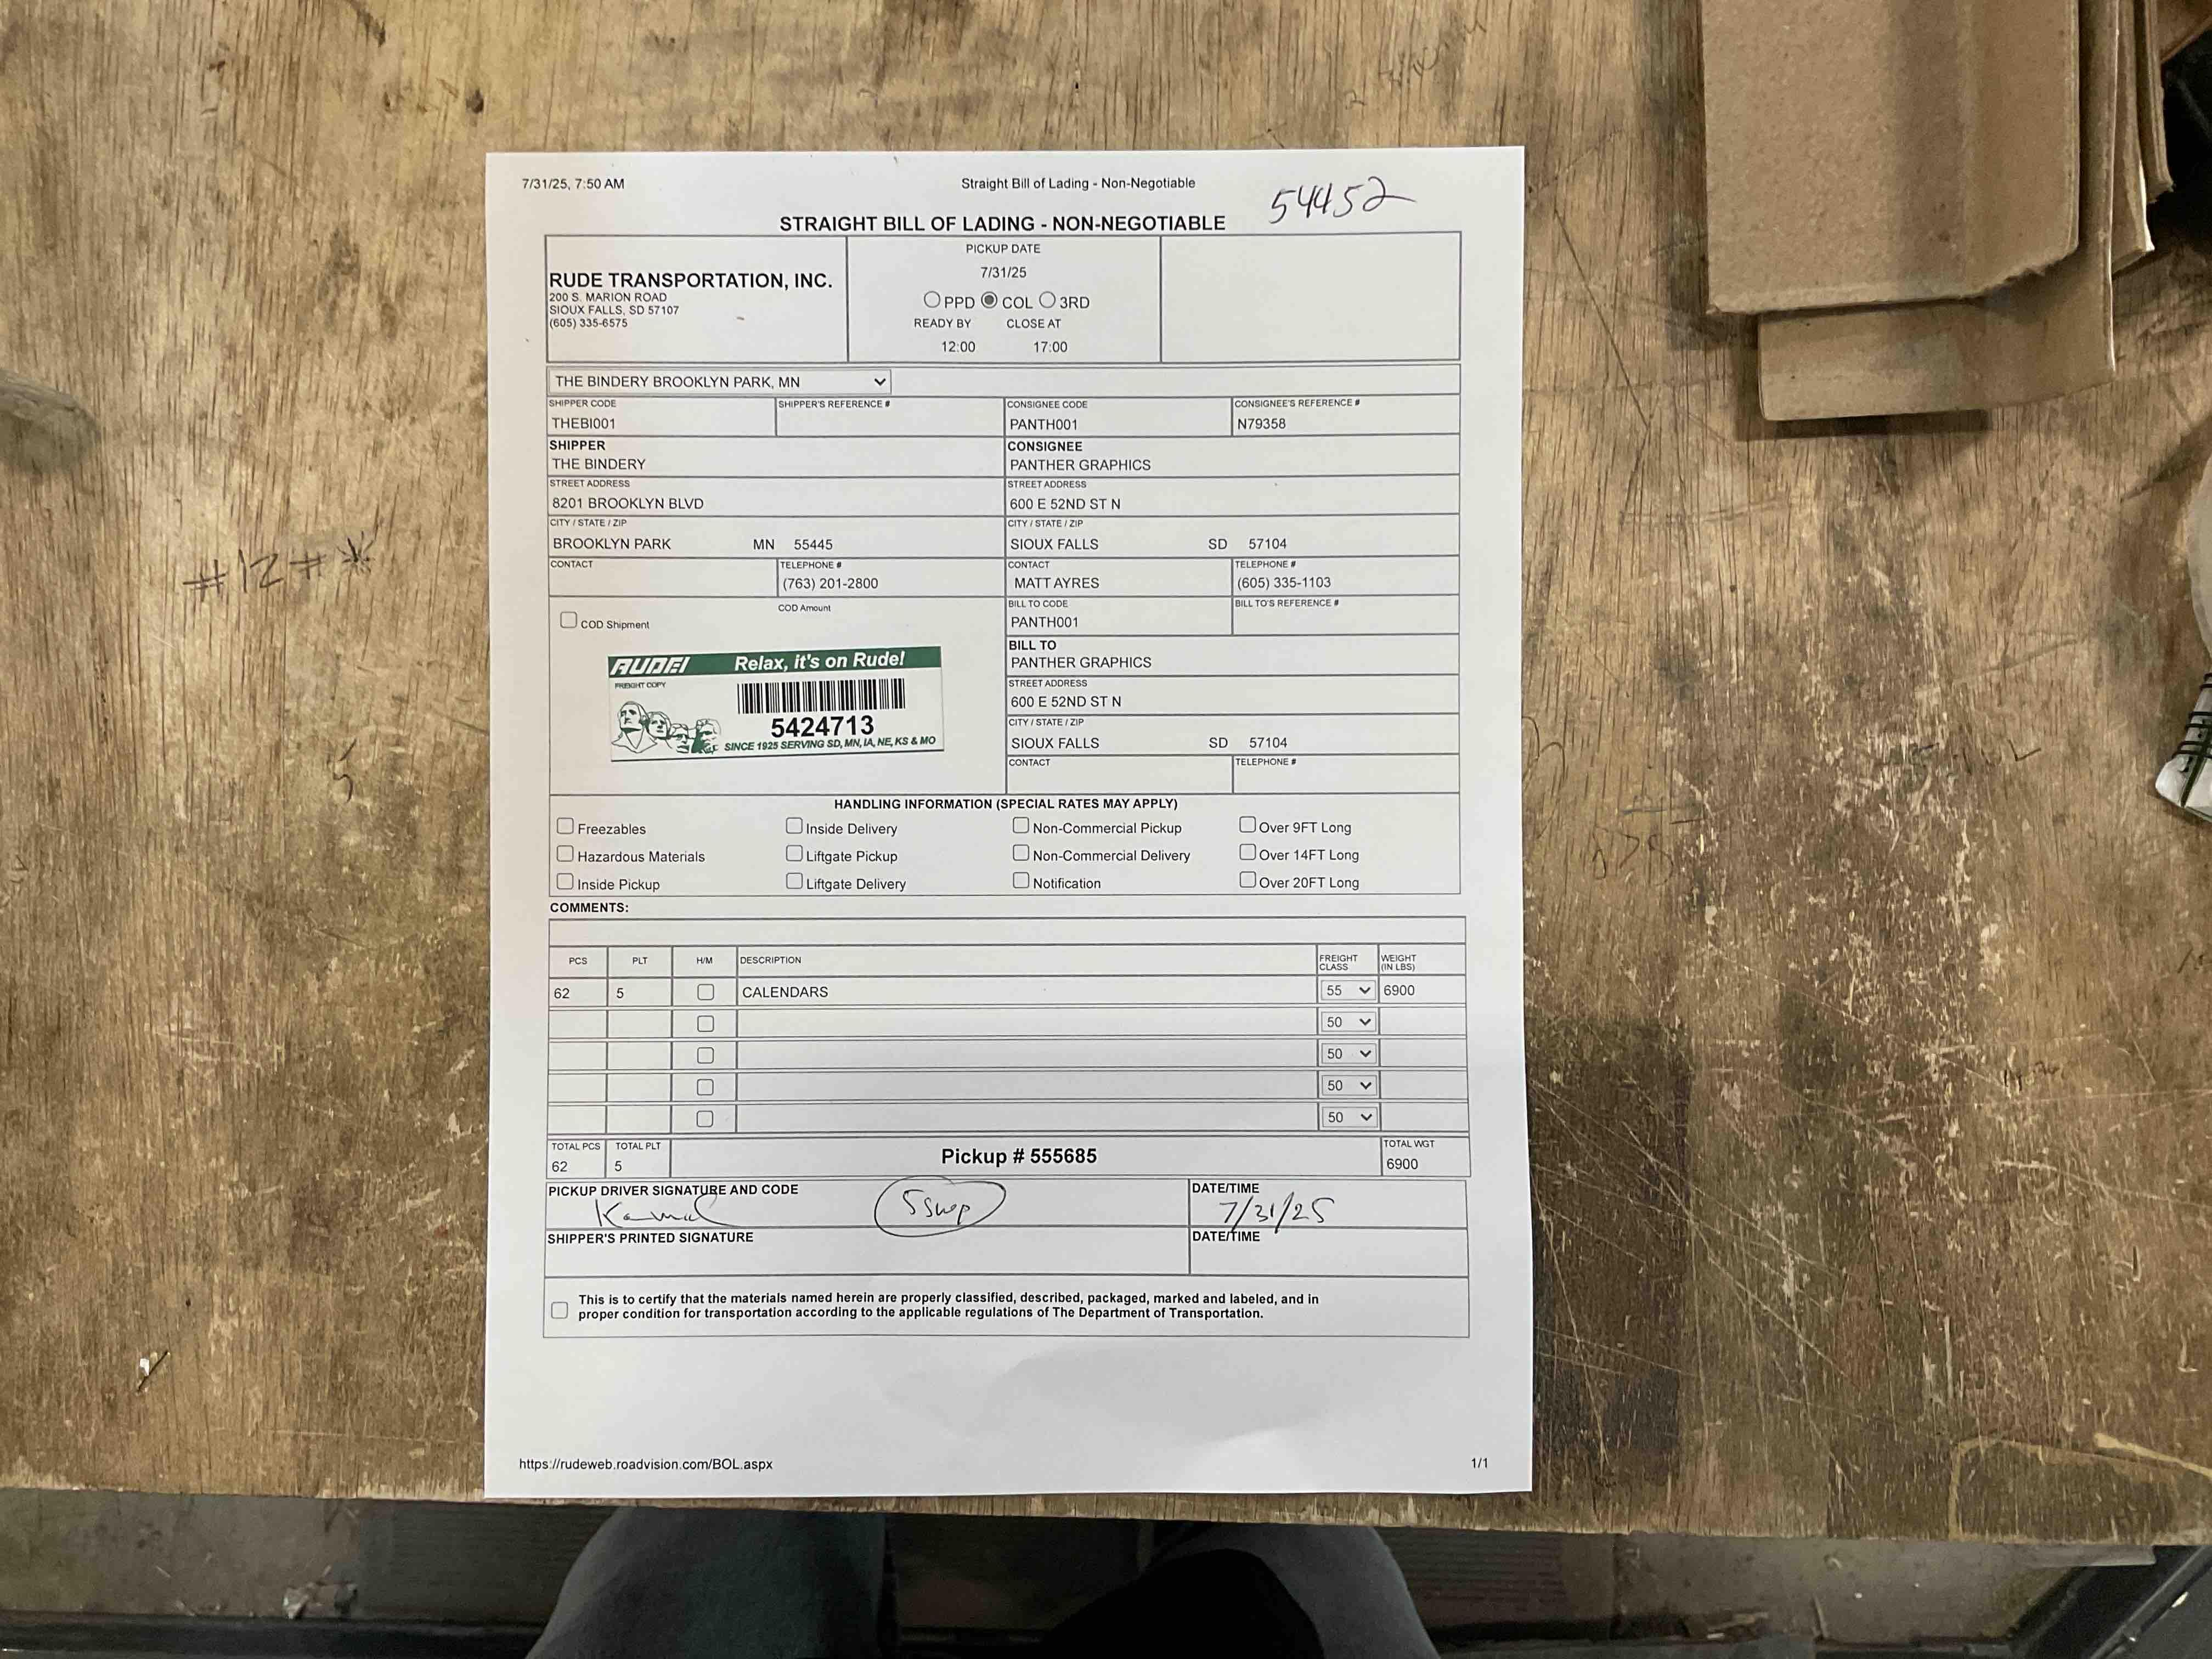 7/31/25, 7:50 AM Straight Bill of Lading - Non-Negotiable
54452
STRAIGHT BILL OF LADING - NON-NEGOTIABLE
RUDE TRANSPORTATION, INC.
200 S. MARION ROAD
SIOUX FALLS, SD 57107
(605) 335-6575
PICKUP DATE
7/31/25
PPD COL 3RD
READY BY CLOSE AT
12:00 17:00
THE BINDERY BROOKLYN PARK, MN
SHIPPER CODE SHIPPER'S REFERENCE # CONSIGNEE CODE CONSIGNEE'S REFERENCE #
THEBI001 PANTH001 N79358
SHIPPER CONSIGNEE
THE BINDERY PANTHER GRAPHICS
STREET ADDRESS STREET ADDRESS
8201 BROOKLYN BLVD 600 E 52ND ST N
CITY / STATE / ZIP CITY / STATE / ZIP
BROOKLYN PARK MN 55445 SIOUX FALLS SD 57104
CONTACT TELEPHONE # CONTACT TELEPHONE #
(763) 201-2800 MATT AYRES (605) 335-1103
COD Amount BILL TO CODE BILL TO'S REFERENCE #
COD Shipment PANTH001
BILL TO
PANTHER GRAPHICS
STREET ADDRESS
600 E 52ND ST N
CITY / STATE / ZIP
SIOUX FALLS SD 57104
CONTACT TELEPHONE #
RUDE! Relax, it's on Rude!
FREIGHT COPY
5424713
SINCE 1925 SERVING SD, MN, IA, NE, KS & MO
HANDLING INFORMATION (SPECIAL RATES MAY APPLY)
Freezables Inside Delivery Non-Commercial Pickup Over 9FT Long
Hazardous Materials Liftgate Pickup Non-Commercial Delivery Over 14FT Long
Inside Pickup Liftgate Delivery Notification Over 20FT Long
COMMENTS:
PCS PLT H/M DESCRIPTION FREIGHT CLASS WEIGHT (IN LBS)
62 5 CALENDARS 55 6900
50
50
50
50
TOTAL PCS TOTAL PLT TOTAL WGT
62 5 Pickup # 555685 6900
PICKUP DRIVER SIGNATURE AND CODE DATE/TIME
7/31/25
SHIPPER'S PRINTED SIGNATURE DATE/TIME
This is to certify that the materials named herein are properly classified, described, packaged, marked and labeled, and in
proper condition for transportation according to the applicable regulations of The Department of Transportation.
https://rudeweb.roadvision.com/BOL.aspx 1/1
#12#*